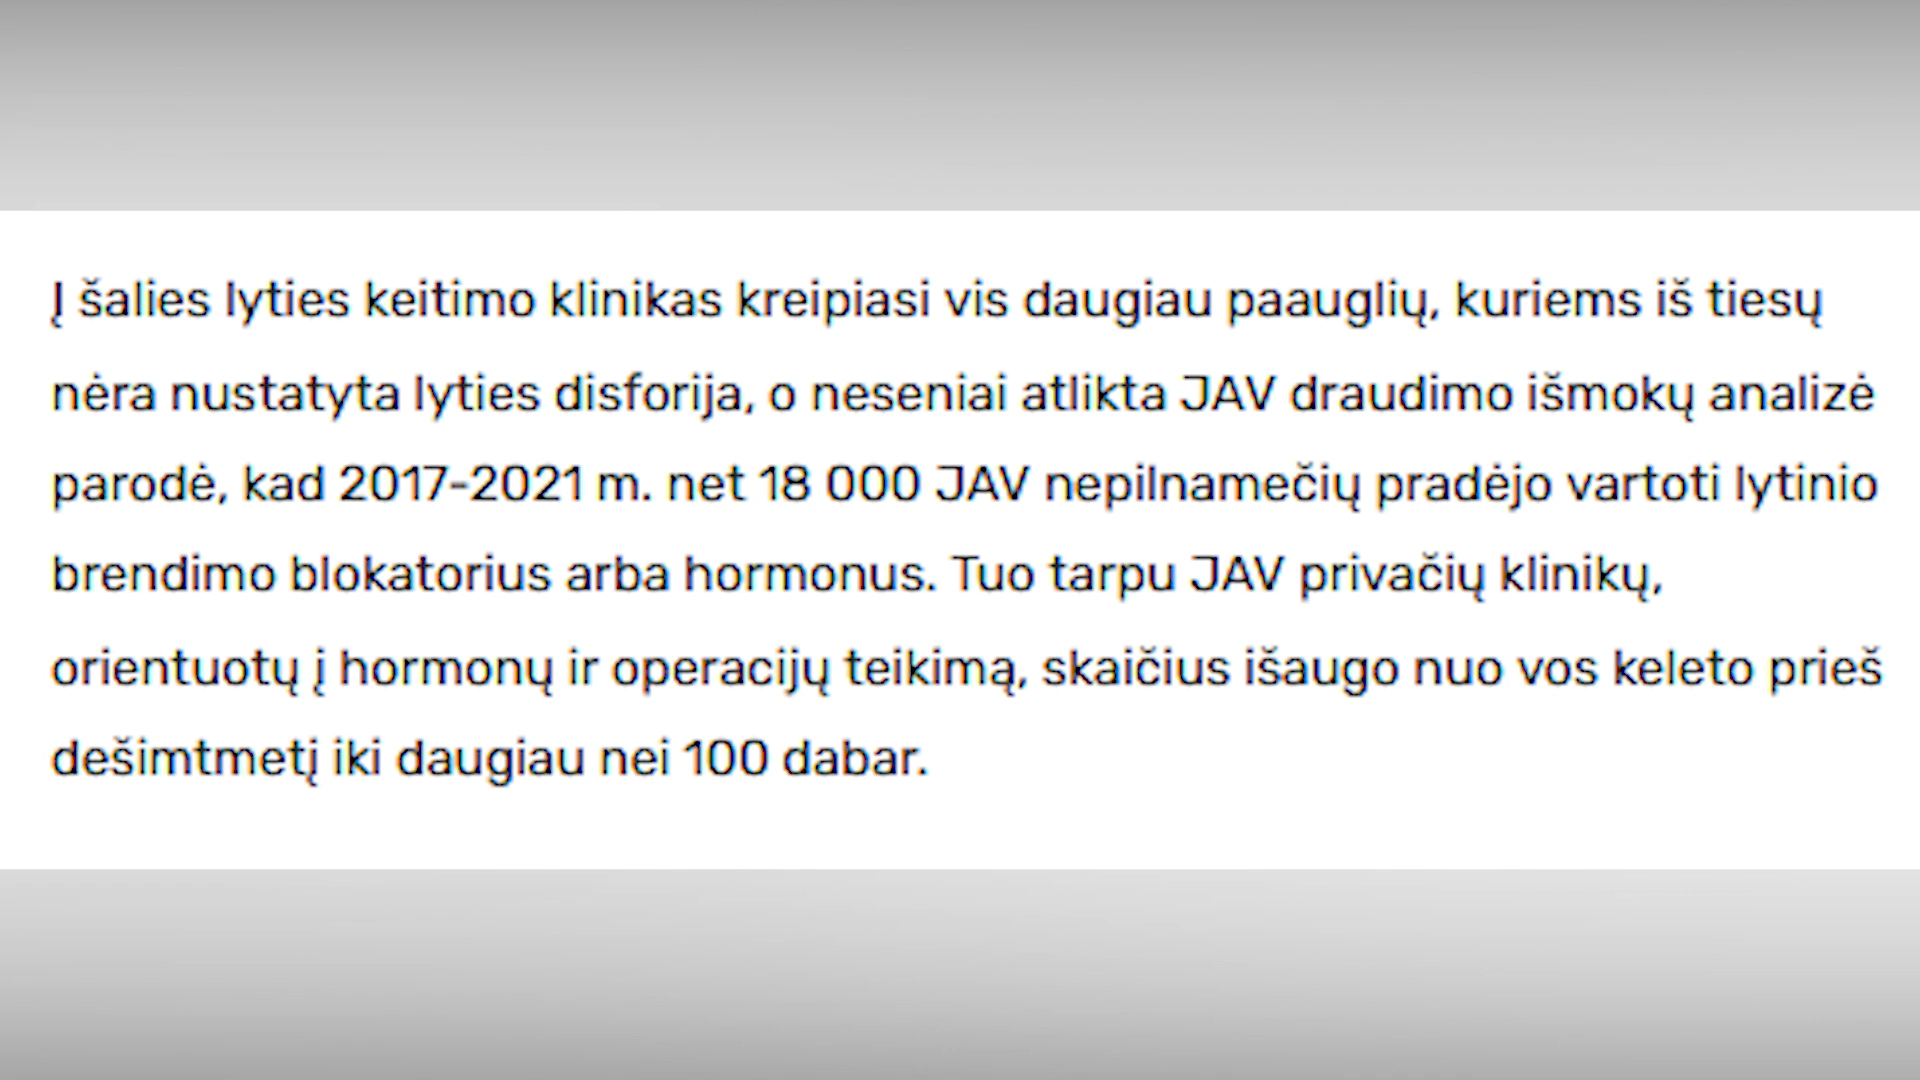 Į šalies lyties keitimo klinikas kreipiasi vis daugiau paauglių, kuriems iš tiesų
nėra nustatyta lyties disforija, o neseniai atlikta JAV draudimo išmokų analizė
parodė, kad 2017-2021 m. net 18 000 JAV nepilnamečių pradėjo vartoti lytinio
brendimo blokatorius arba hormonus. Tuo tarpu JAV privačių klinikų,
orientuotų į hormonų ir operacijų teikimą, skaičius išaugo nuo vos keleto prieš
dešimtmetį iki daugiau nei 100 dabar.